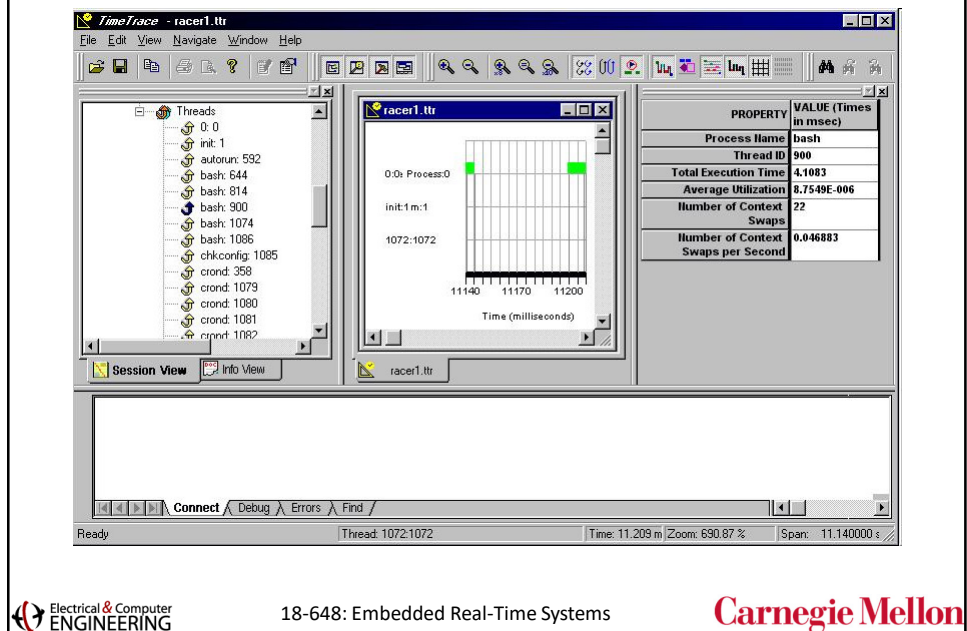 TimeTrace - racer1.ttr
File Edit View Navigate Window Help
Threads
0: 0
init: 1
autorun: 592
bash: 644
bash: 814
bash: 900
bash: 1074
bash: 1086
chkconfig: 1085
crond: 358
crond: 1079
crond: 1080
crond: 1081
crond: 1082
Session View
Info View
racer1.ttr
0:0: Process:0
init:1 m:1
1072:1072
11140 11170 11200
Time (milliseconds)
racer1.ttr
PROPERTY VALUE (Times in msec)
Process Name bash
Thread ID 900
Total Execution Time 4.1083
Average Utilization 8.7549E-006
Number of Context Swaps 22
Number of Context Swaps per Second 0.046883
Connect Debug Errors Find
Ready
Thread: 1072:1072
Time: 11.209 m
Zoom: 690.87 %
Span: 11.140000 s
Electrical & Computer
ENGINEERING
18-648: Embedded Real-Time Systems
Carnegie Mellon